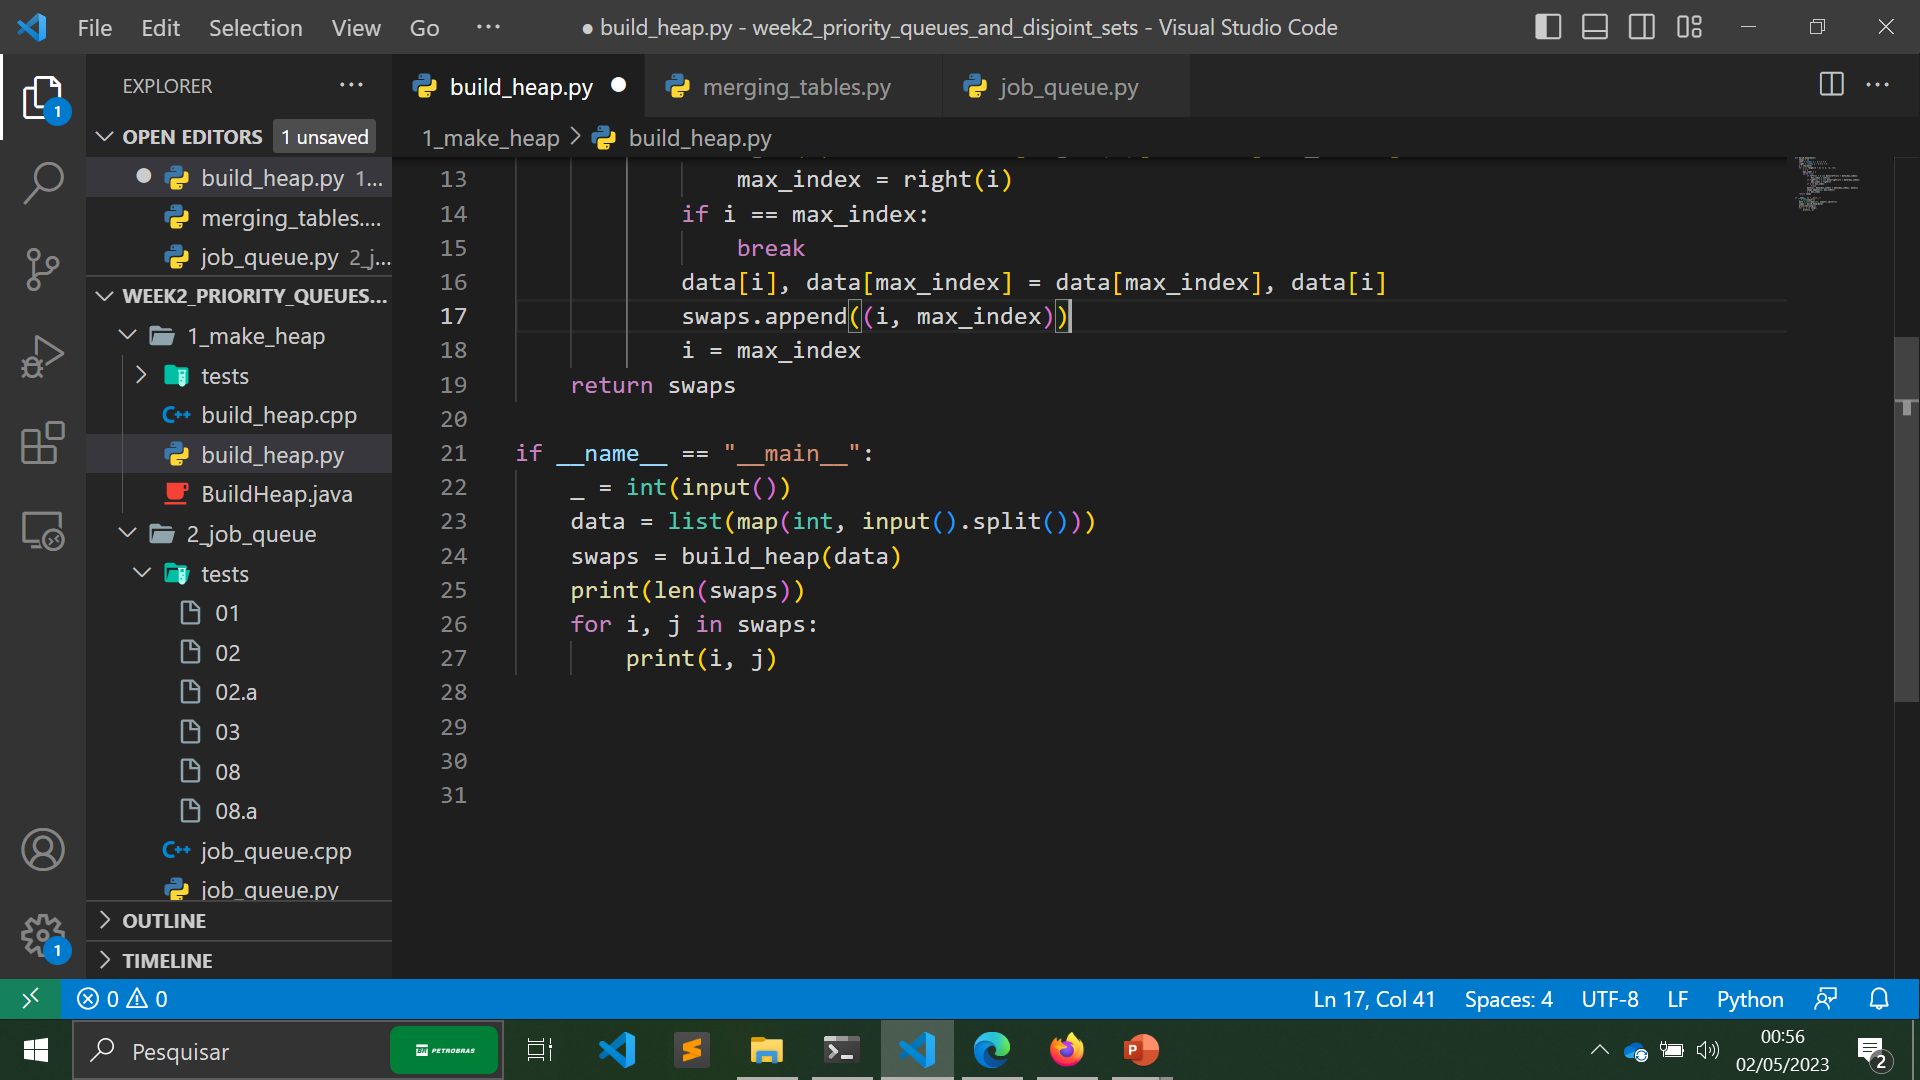 File Edit Selection View Go ··· ● build_heap.py - week2_priority_queues_and_disjoint_sets - Visual Studio Code
EXPLORER
1
OPEN EDITORS 1 unsaved
build_heap.py 1...
merging_tables....
job_queue.py 2_j...
WEEK2_PRIORITY_QUEUES...
1_make_heap
tests
build_heap.cpp
build_heap.py
BuildHeap.java
2_job_queue
tests
01
02
02.a
03
08
08.a
job_queue.cpp
job_queue.py
OUTLINE
1
TIMELINE
build_heap.py merging_tables.py job_queue.py
1_make_heap > build_heap.py
13 max_index = right(i)
14 if i == max_index:
15 break
16 data[i], data[max_index] = data[max_index], data[i]
17 swaps.append((i, max_index))
18 i = max_index
19 return swaps
20
21 if __name__ == "__main__":
22 _ = int(input())
23 data = list(map(int, input().split()))
24 swaps = build_heap(data)
25 print(len(swaps))
26 for i, j in swaps:
27 print(i, j)
28
29
30
31
0 0 Ln 17, Col 41 Spaces: 4 UTF-8 LF Python
Pesquisar BR PETROBRAS 00:56
02/05/2023 2